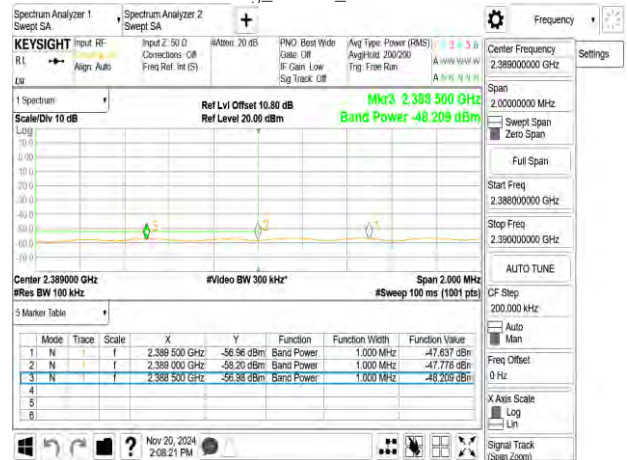 Spectrum Analyzer 1
Swept SA
Spectrum Analyzer 2
Swept SA
+
Frequency
KEYSIGHT
RL
Input: RF
Align: Auto
Input Z: 50 Ω
Corrections: Off
Freq Ref: Int (S)
#Atten: 20 dB
PNO: Best Wide
Gate: Off
IF Gain: Low
Sig Track: Off
Avg Type: Power (RMS)
Avg|Hold: 200/200
Trig: Free Run
Center Frequency
2.389000000 GHz
Settings
Span
2.00000000 MHz
Swept Span
Zero Span
Full Span
Start Freq
2.388000000 GHz
Stop Freq
2.390000000 GHz
AUTO TUNE
CF Step
200.000 kHz
Auto
Man
Freq Offset
0 Hz
X Axis Scale
Log
Lin
Signal Track
(Span Zoom)
1 Spectrum
Scale/Div 10 dB
Log
Ref Lvl Offset 10.80 dB
Ref Level 20.00 dBm
Mkr3 2.388 500 GHz
Band Power -48.209 dBm
10.0
0.00
-10.0
-20.0
-30.0
-40.0
-50.0
-60.0
-70.0
3
2
1
Center 2.389000 GHz
#Res BW 100 kHz
#Video BW 300 kHz*
Span 2.000 MHz
#Sweep 100 ms (1001 pts)
5 Marker Table
Mode Trace Scale X Y Function Function Width Function Value
1 N 1 f 2.389 500 GHz -56.96 dBm Band Power 1.000 MHz -47.637 dBm
2 N 1 f 2.389 000 GHz -58.20 dBm Band Power 1.000 MHz -47.776 dBm
3 N 1 f 2.388 500 GHz -56.98 dBm Band Power 1.000 MHz -48.209 dBm
4
5
6
?
Nov 20, 2024
2:08:21 PM